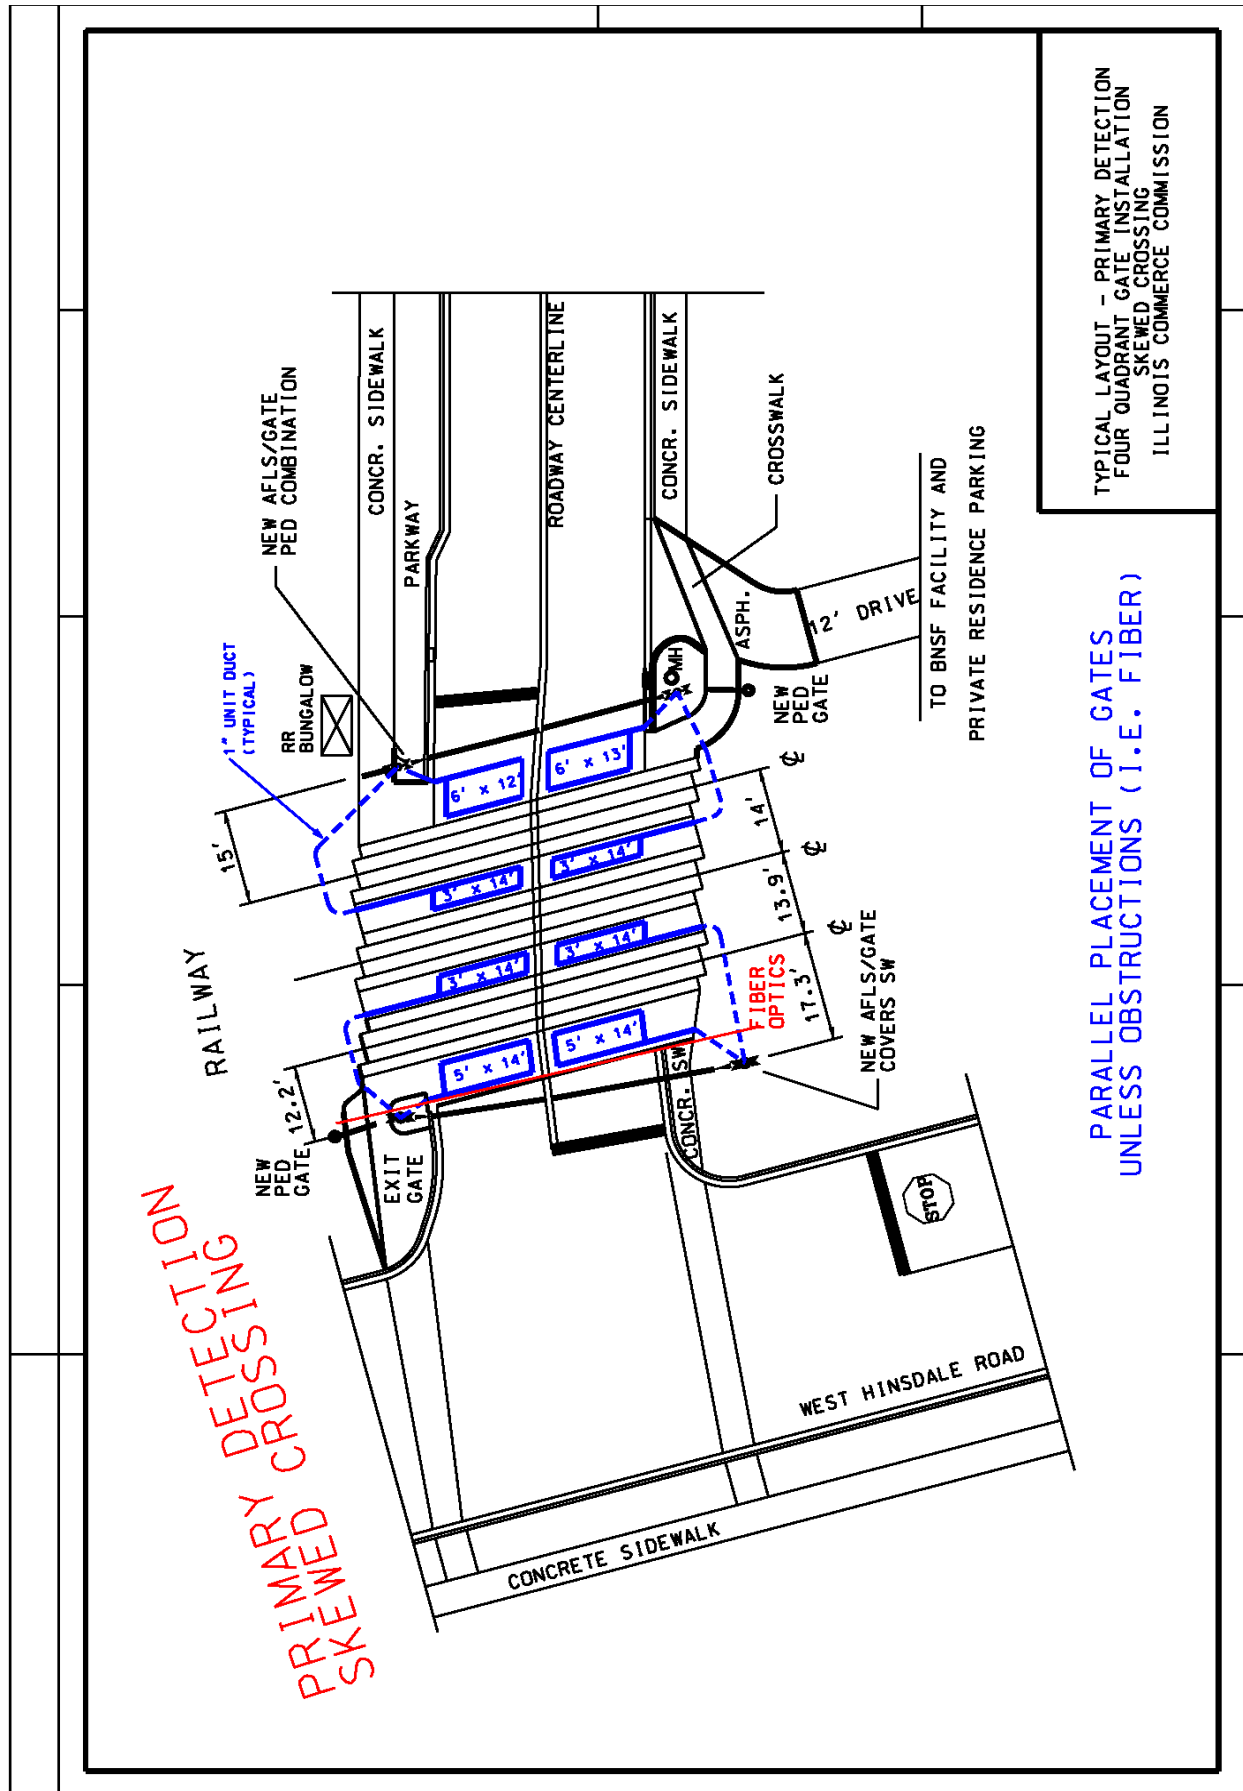 PRIMARY DETECTION
SKEWED CROSSING
RAILWAY
NEW
PED
GATE
12.2'
15'
1" UNIT DUCT
(TYPICAL)
RR
BUNGALOW
NEW AFLS/GATE
PED COMBINATION
CONCR. SIDEWALK
PARKWAY
EXIT
GATE
5' x 14'
3' x 14'
3' x 14'
6' x 12'
5' x 14'
3' x 14'
3' x 14'
6' x 13'
ROADWAY CENTERLINE
CONCR. SIDEWALK
CONCR. SW
MH
ASPH.
CROSSWALK
FIBER
OPTICS
NEW
PED
GATE
17.3'
13.9'
14'
℄
℄
℄
12' DRIVE
NEW AFLS/GATE
COVERS SW
TO BNSF FACILITY AND
PRIVATE RESIDENCE PARKING
STOP
WEST HINSDALE ROAD
CONCRETE SIDEWALK
PARALLEL PLACEMENT OF GATES
UNLESS OBSTRUCTIONS (I.E. FIBER)
TYPICAL LAYOUT - PRIMARY DETECTION
FOUR QUADRANT GATE INSTALLATION
SKEWED CROSSING
ILLINOIS COMMERCE COMMISSION